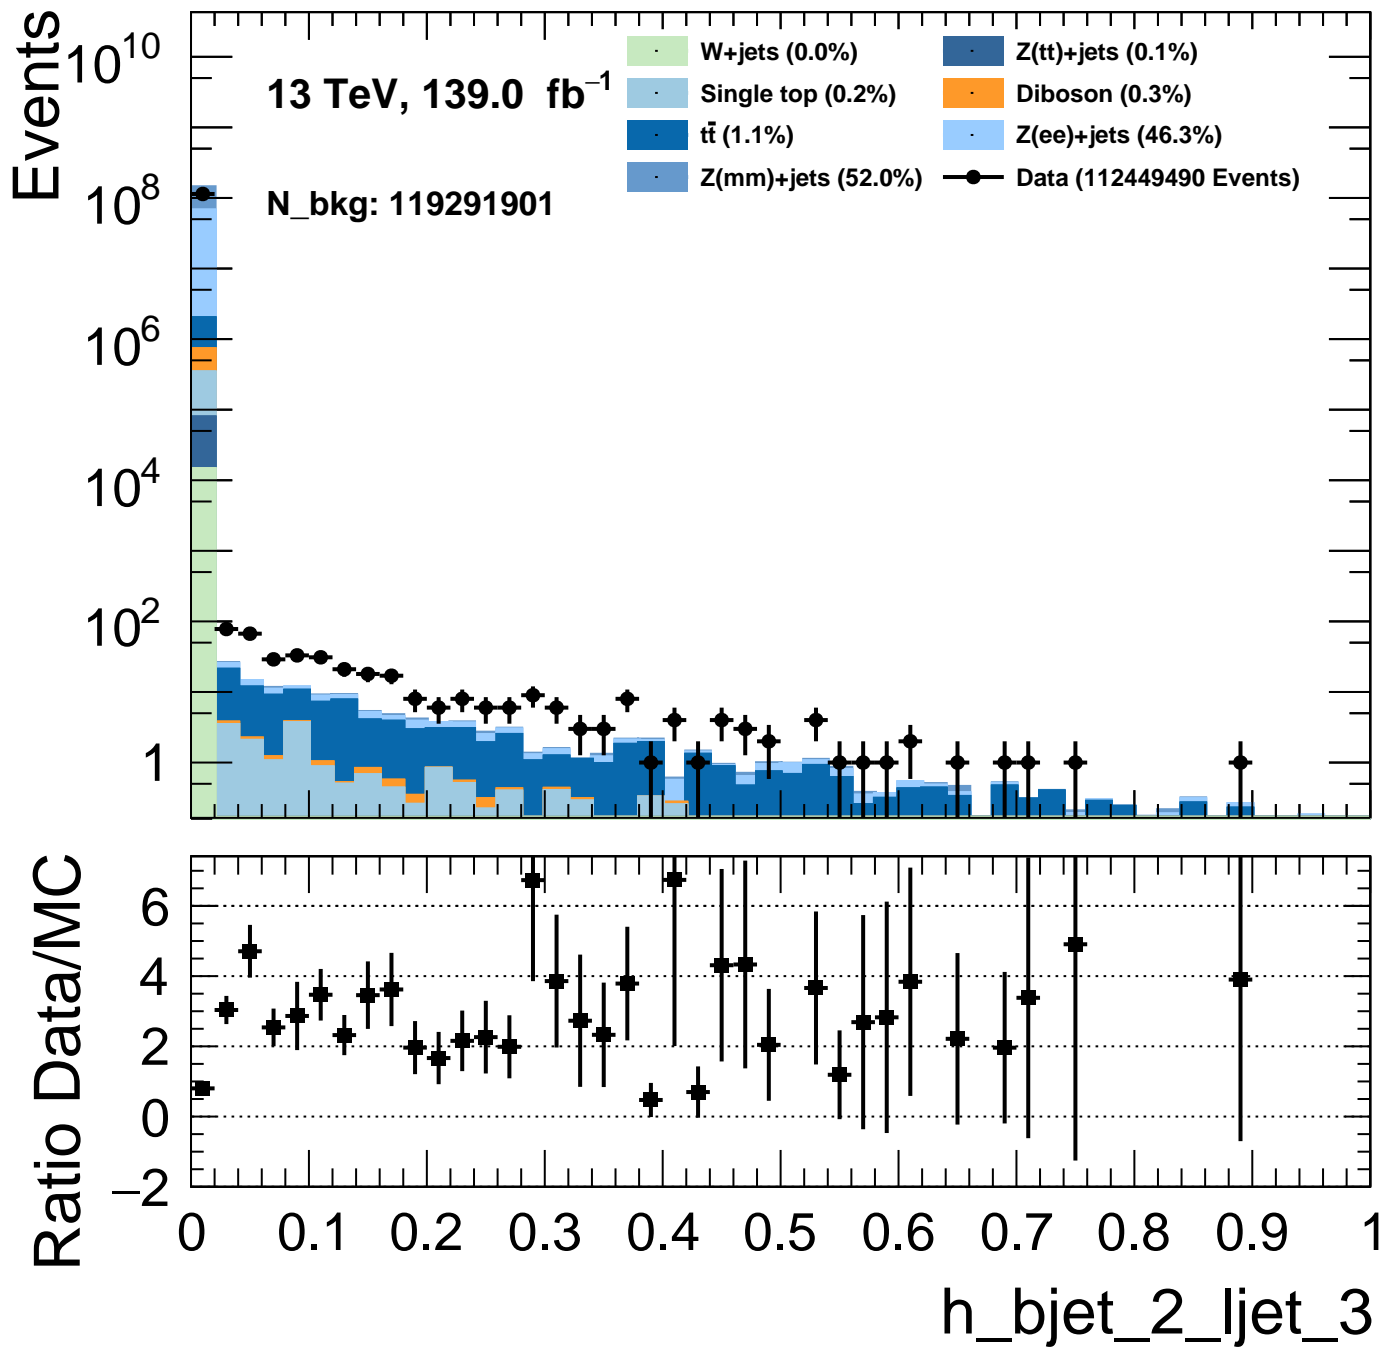 Events
10^10
10^8
10^6
10^4
10^2
1
13 TeV, 139.0 fb^−1
N_bkg: 119291901
W+jets (0.0%)
Single top (0.2%)
tt̄ (1.1%)
Z(mm)+jets (52.0%)
Z(tt)+jets (0.1%)
Diboson (0.3%)
Z(ee)+jets (46.3%)
Data (112449490 Events)
Ratio Data/MC
6
4
2
0
−2
0 0.1 0.2 0.3 0.4 0.5 0.6 0.7 0.8 0.9 1
h_bjet_2_ljet_3